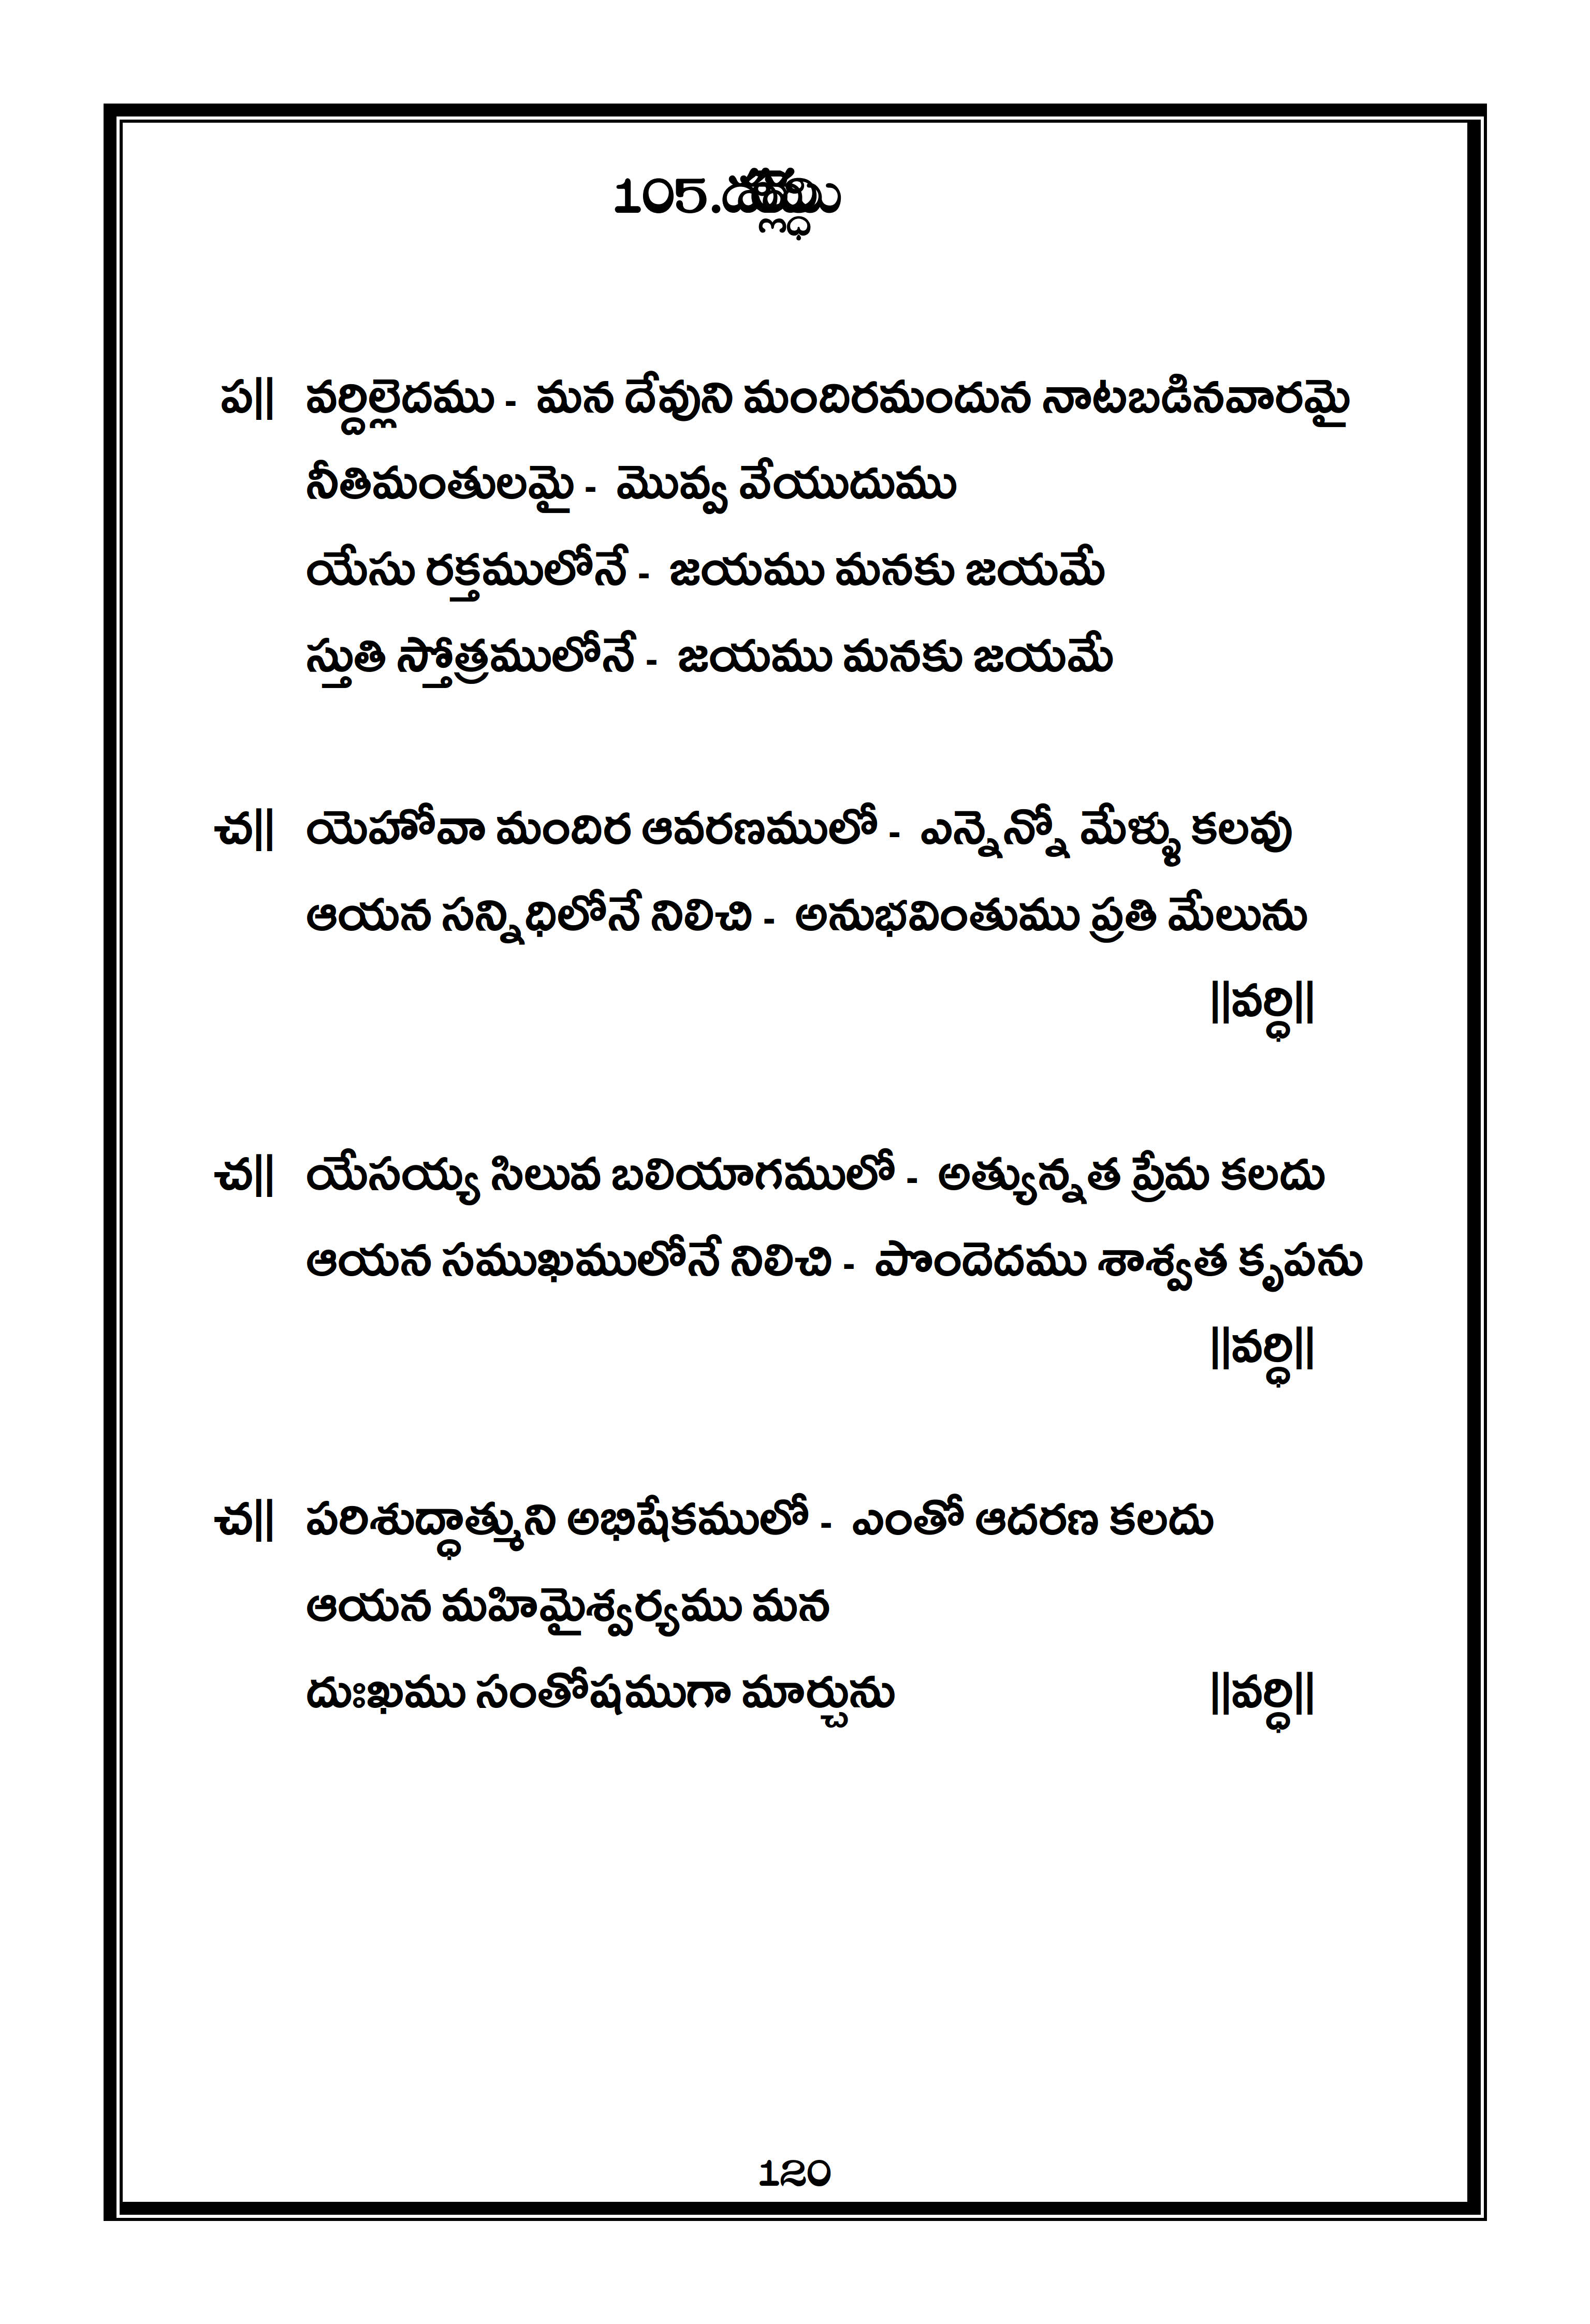 105.
ప|| వర్దిల్లెదము - మన దేవుని మందిరమందున నాటబడినవారమై
నీతిమంతులమై - మొవ్వ వేయుదుము
యేసు రక్తములోనే - జయము మనకు జయమే
స్తుతి స్తోత్రములోనే - జయము మనకు జయమే
చ|| యెహోవా మందిర ఆవరణములో - ఎన్నెన్నో మేళ్ళు కలవు
ఆయన సన్నిధిలోనే నిలిచి - అనుభవింతుము ప్రతి మేలును
||వర్ధి||
చ|| యేసయ్య సిలువ బలియాగములో - అత్యున్నత ప్రేమ కలదు
ఆయన సముఖములోనే నిలిచి - పొందెదము శాశ్వత కృపను
||వర్ధి||
చ|| పరిశుద్ధాత్ముని అభిషేకములో - ఎంతో ఆదరణ కలదు
ఆయన మహిమైశ్వర్యము మన
దుఃఖము సంతోషముగా మార్చును ||వర్ధి||
120